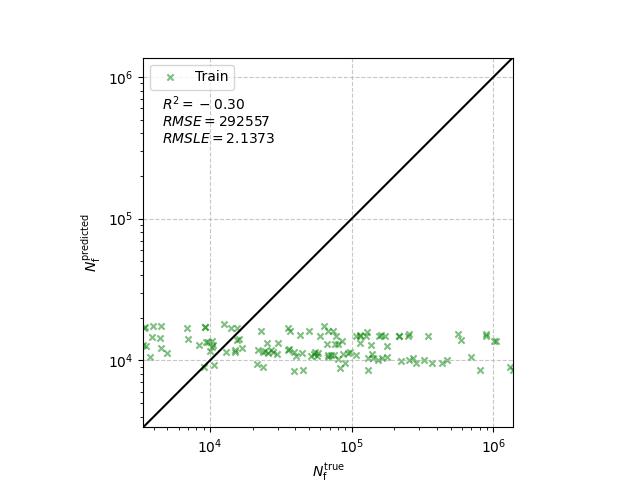 Train
R² = −0.30
RMSE = 292557
RMSLE = 2.1373
10⁶
10⁵
10⁴
N_f^predicted
10⁴
10⁵
10⁶
N_f^true